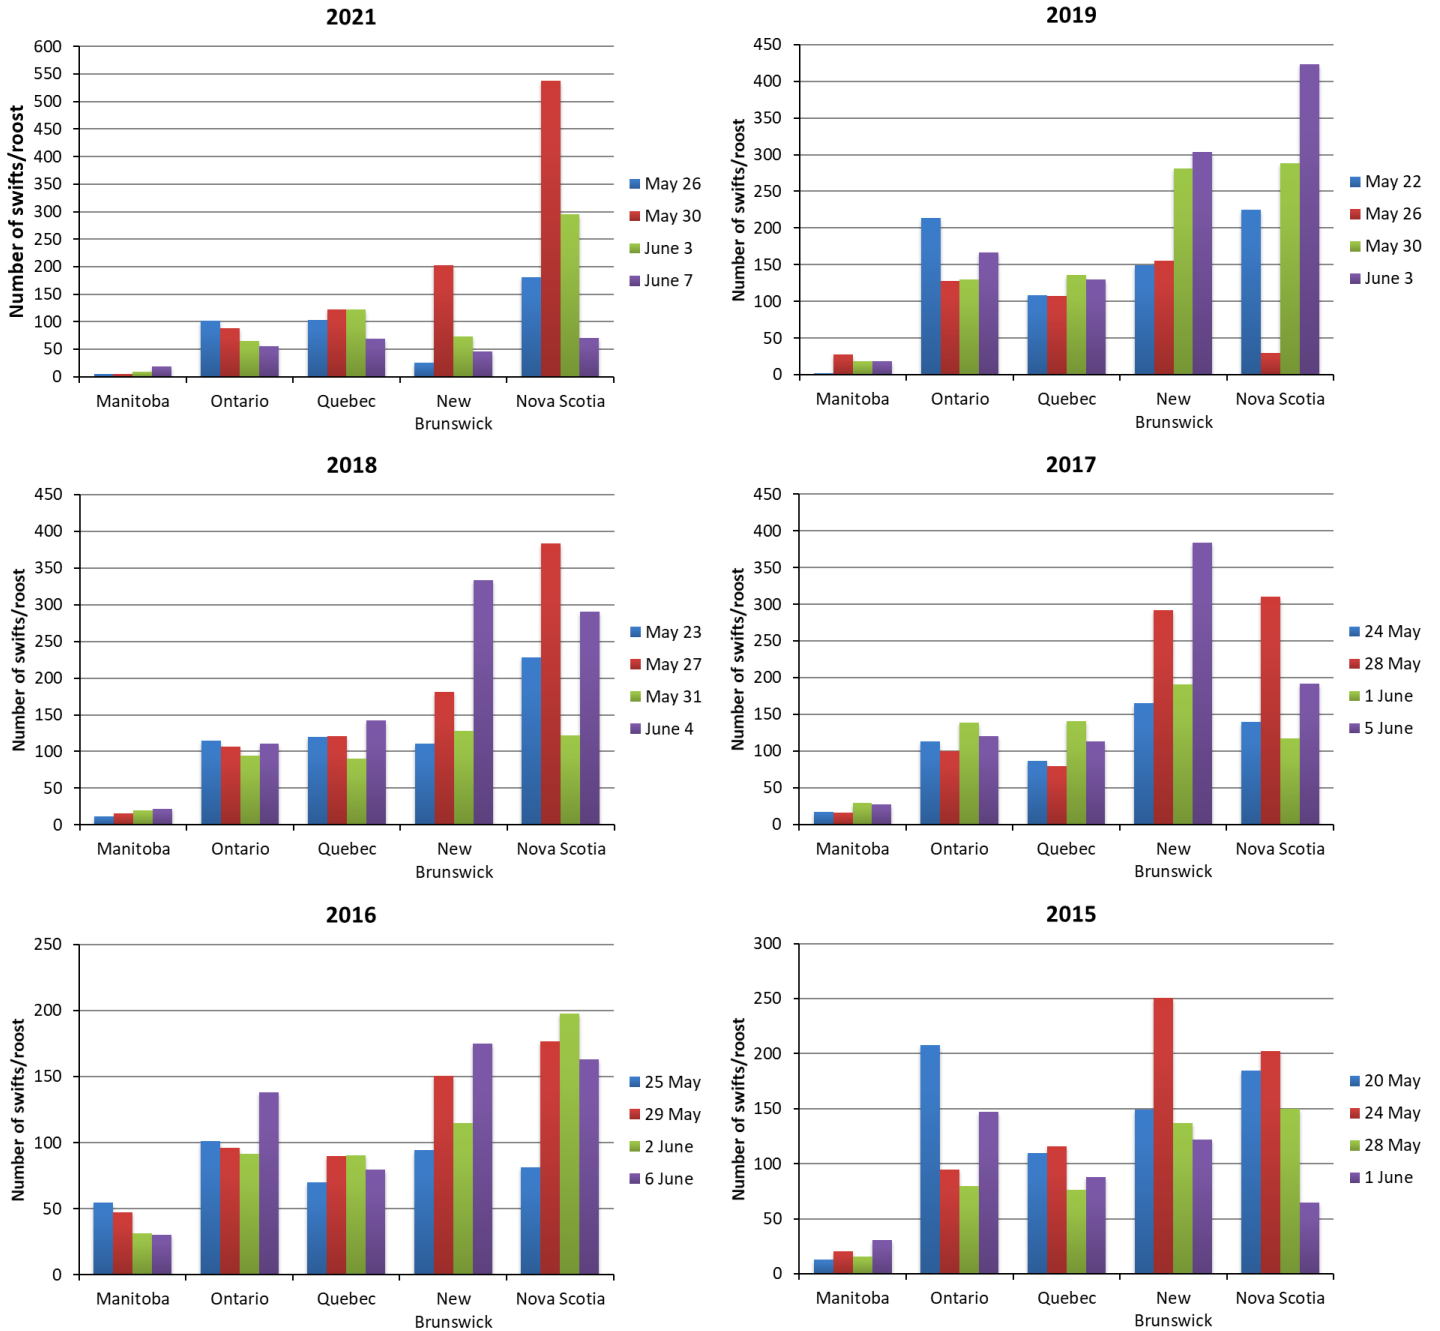 2021
Number of swifts/roost
600
550
500
450
400
350
300
250
200
150
100
50
0
Manitoba
Ontario
Quebec
New
Brunswick
Nova Scotia
May 26
May 30
June 3
June 7
2019
Number of swifts/roost
450
400
350
300
250
200
150
100
50
0
Manitoba
Ontario
Quebec
New
Brunswick
Nova Scotia
May 22
May 26
May 30
June 3
2018
Number of swifts/roost
450
400
350
300
250
200
150
100
50
0
Manitoba
Ontario
Quebec
New
Brunswick
Nova Scotia
May 23
May 27
May 31
June 4
2017
Number of swifts/roost
450
400
350
300
250
200
150
100
50
0
Manitoba
Ontario
Quebec
New
Brunswick
Nova Scotia
24 May
28 May
1 June
5 June
2016
Number of swifts/roost
250
200
150
100
50
0
Manitoba
Ontario
Quebec
New
Brunswick
Nova Scotia
25 May
29 May
2 June
6 June
2015
Number of swifts/roost
300
250
200
150
100
50
0
Manitoba
Ontario
Quebec
New
Brunswick
Nova Scotia
20 May
24 May
28 May
1 June